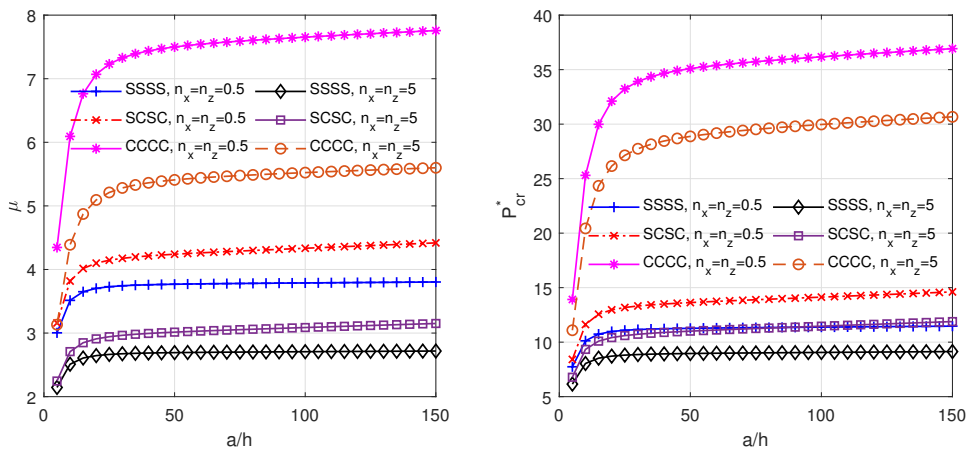 8
7
6
5
4
3
2
μ
SSSS, n_x=n_z=0.5
SCSC, n_x=n_z=0.5
CCCC, n_x=n_z=0.5
SSSS, n_x=n_z=5
SCSC, n_x=n_z=5
CCCC, n_x=n_z=5
0 50 100 150
a/h
40
35
30
25
20
15
10
5
P*_cr
SSSS, n_x=n_z=0.5
SCSC, n_x=n_z=0.5
CCCC, n_x=n_z=0.5
SSSS, n_x=n_z=5
SCSC, n_x=n_z=5
CCCC, n_x=n_z=5
0 50 100 150
a/h